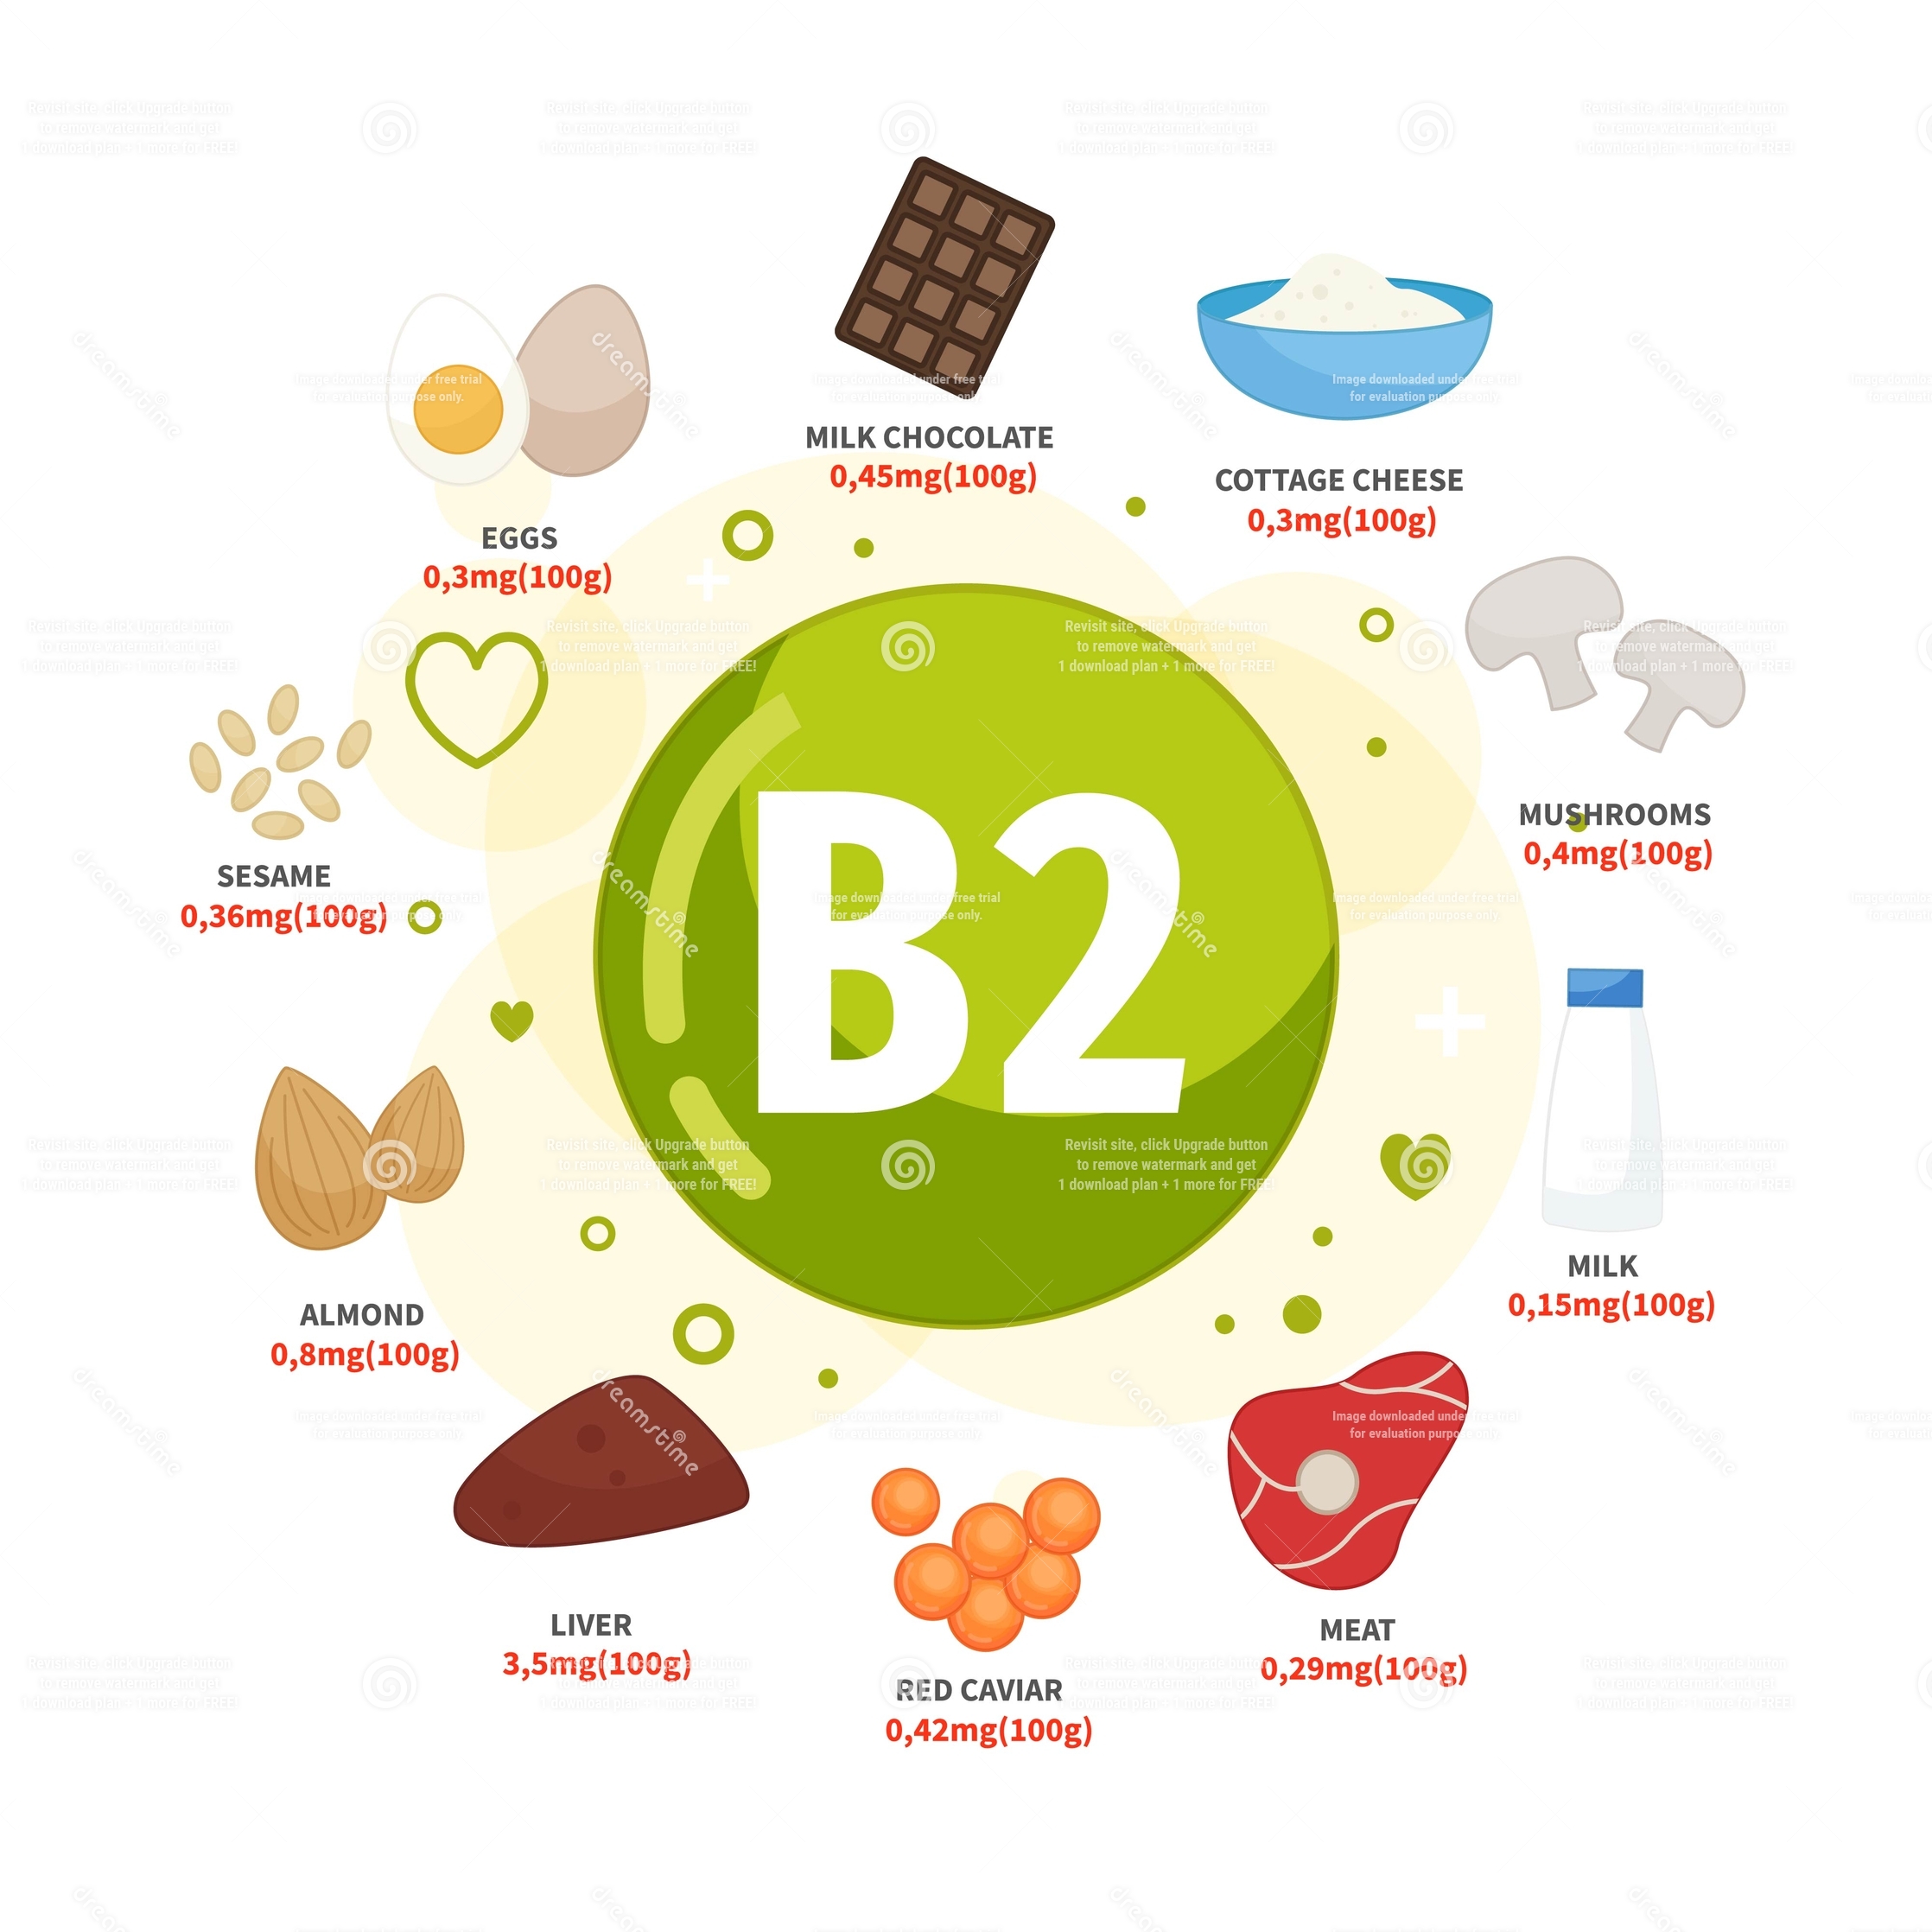 MILK CHOCOLATE
0,45mg(100g)
COTTAGE CHEESE
0,3mg(100g)
EGGS
0,3mg(100g)
MUSHROOMS
0,4mg(100g)
SESAME
0,36mg(100g)
B2
MILK
0,15mg(100g)
ALMOND
0,8mg(100g)
LIVER
3,5mg(100g)
MEAT
0,29mg(100g)
RED CAVIAR
0,42mg(100g)
Revisit site, click Upgrade button
to remove watermark and get
1 download plan + 1 more for FREE!
Image downloaded under free trial
for evaluation purpose only.
dreamstime